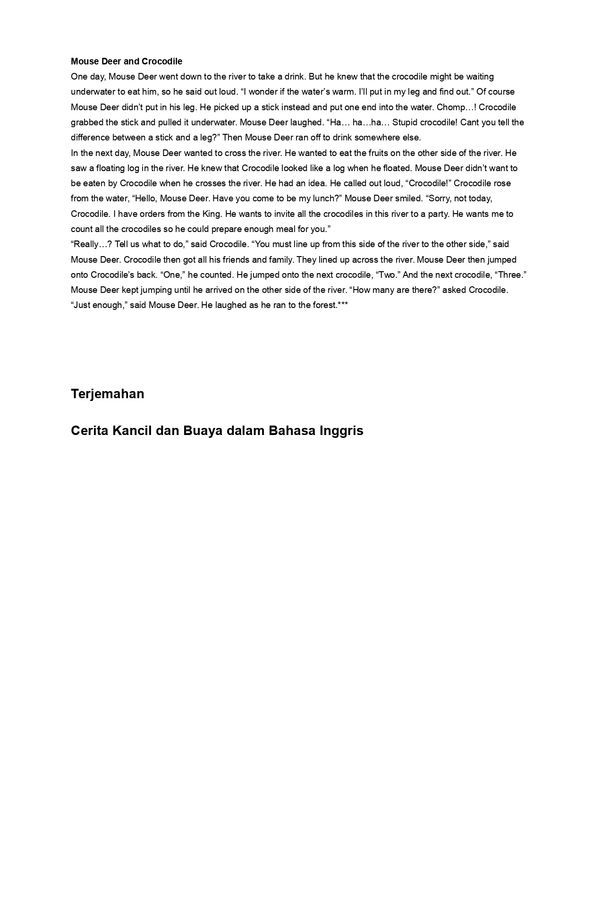 Mouse Deer and Crocodile
One day, Mouse Deer went down to the river to take a drink. But he knew that the crocodile might be waiting
underwater to eat him, so he said out loud. “I wonder if the water’s warm. I’ll put in my leg and find out.” Of course
Mouse Deer didn’t put in his leg. He picked up a stick instead and put one end into the water. Chomp…! Crocodile
grabbed the stick and pulled it underwater. Mouse Deer laughed. “Ha… ha…ha… Stupid crocodile! Cant you tell the
difference between a stick and a leg?” Then Mouse Deer ran off to drink somewhere else.
In the next day, Mouse Deer wanted to cross the river. He wanted to eat the fruits on the other side of the river. He
saw a floating log in the river. He knew that Crocodile looked like a log when he floated. Mouse Deer didn’t want to
be eaten by Crocodile when he crosses the river. He had an idea. He called out loud, “Crocodile!” Crocodile rose
from the water, “Hello, Mouse Deer. Have you come to be my lunch?” Mouse Deer smiled. “Sorry, not today,
Crocodile. I have orders from the King. He wants to invite all the crocodiles in this river to a party. He wants me to
count all the crocodiles so he could prepare enough meal for you.”
“Really…? Tell us what to do,” said Crocodile. “You must line up from this side of the river to the other side,” said
Mouse Deer. Crocodile then got all his friends and family. They lined up across the river. Mouse Deer then jumped
onto Crocodile’s back. “One,” he counted. He jumped onto the next crocodile, “Two.” And the next crocodile, “Three.”
Mouse Deer kept jumping until he arrived on the other side of the river. “How many are there?” asked Crocodile.
“Just enough,” said Mouse Deer. He laughed as he ran to the forest.***
Terjemahan
Cerita Kancil dan Buaya dalam Bahasa Inggris